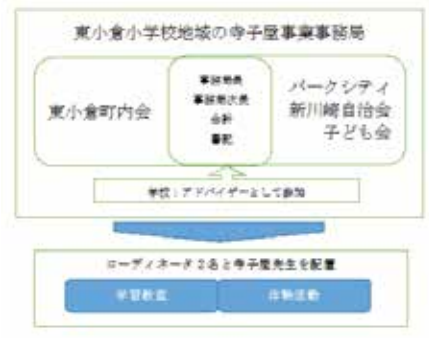 東小倉小学校地域の寺子屋事業事務局
東小倉町内会
事務局長
事務局次長
会計
書記
パークシティ
新川崎自治会
子ども会
学校：アドバイザーとして参加
コーディネータ2名と寺子屋先生を配置
学習教室
体験活動